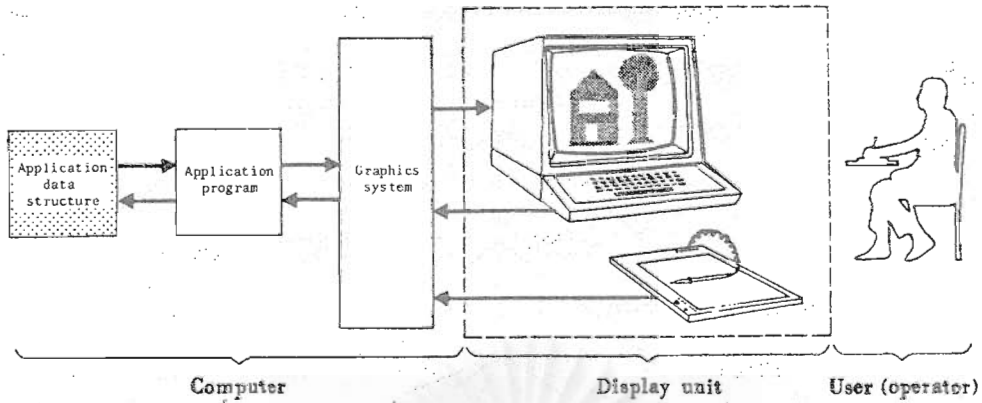 Application
data
structure
Application
program
Graphics
system
Computer
Display unit
User (operator)